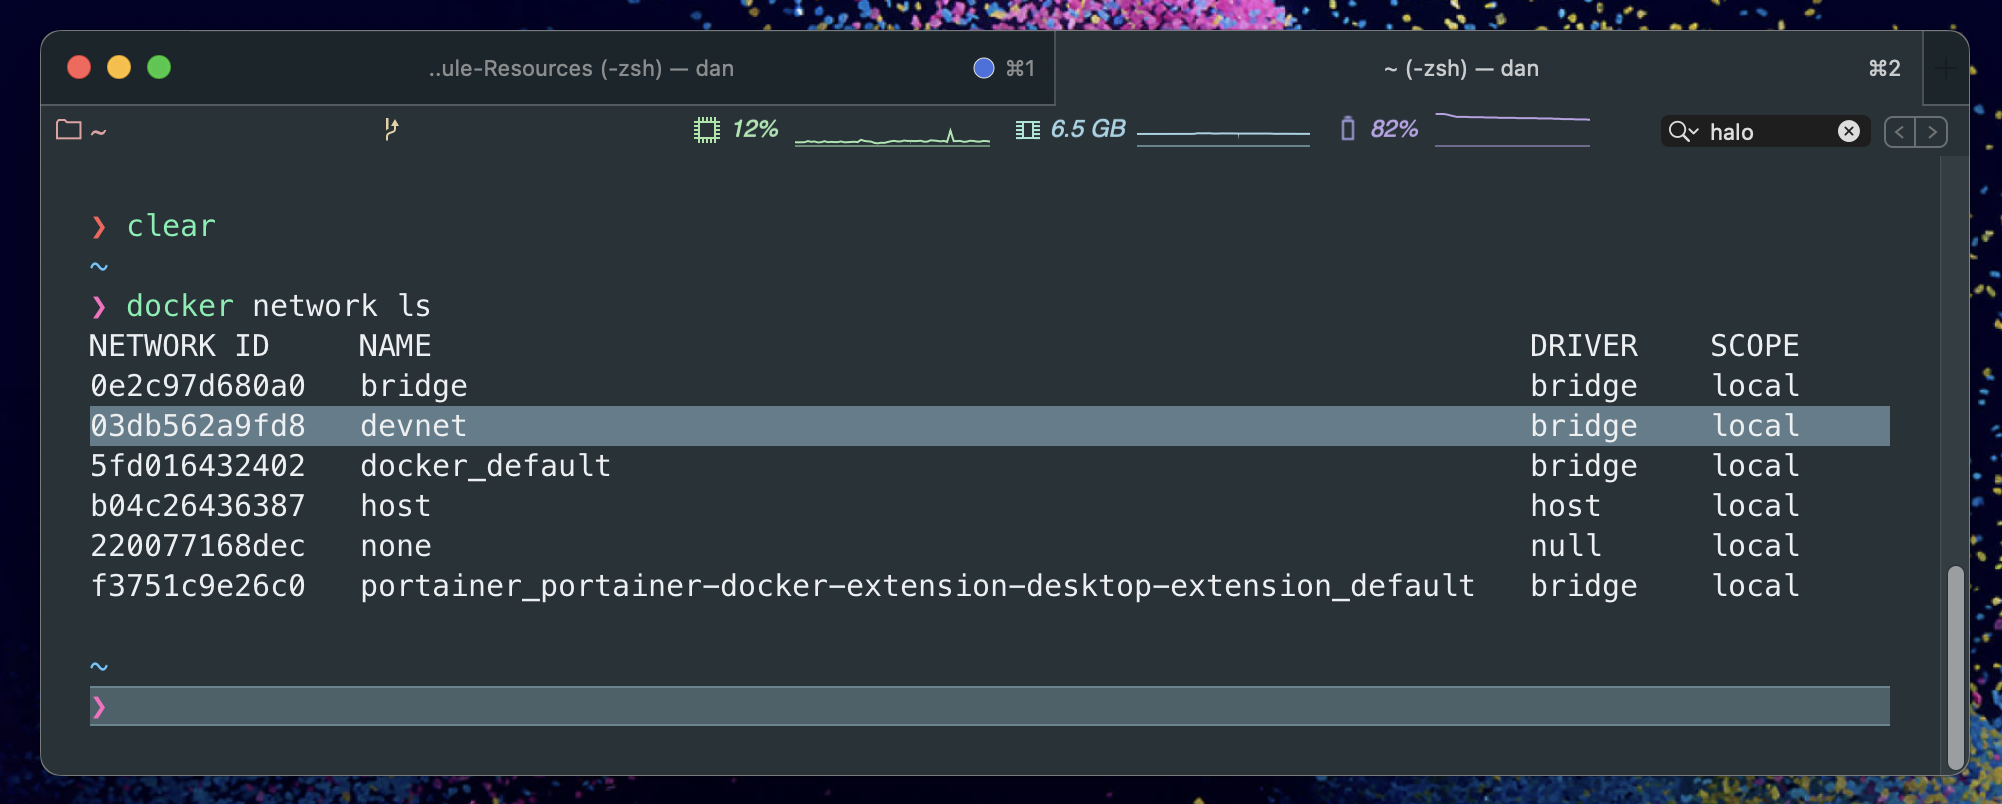 ..ule-Resources (-zsh) — dan ⌘1 ~ (-zsh) — dan ⌘2 +
~ 12% 6.5 GB 82% halo
❯ clear
~
❯ docker network ls
NETWORK ID NAME DRIVER SCOPE
0e2c97d680a0 bridge bridge local
03db562a9fd8 devnet bridge local
5fd016432402 docker_default bridge local
b04c26436387 host host local
220077168dec none null local
f3751c9e26c0 portainer_portainer-docker-extension-desktop-extension_default bridge local
~
❯